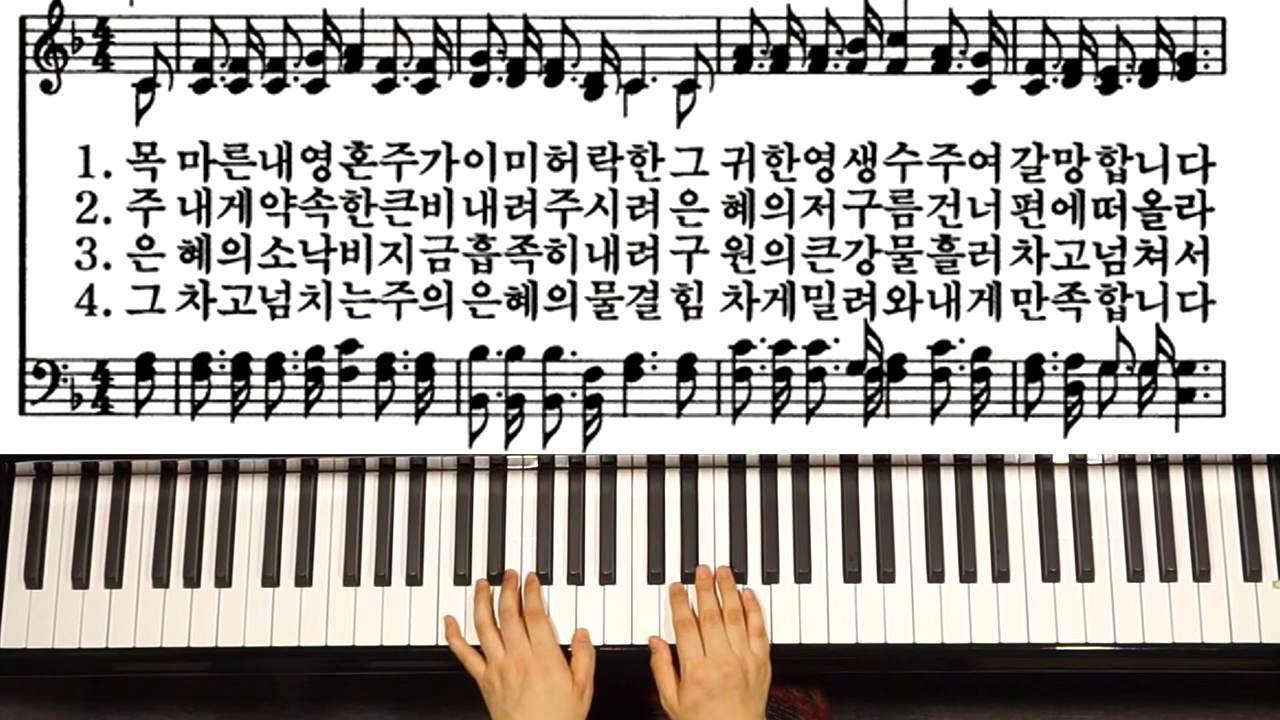 4
4
1. 목 마른내영혼주가이미허락한그 귀한영생수주여갈망합니다
2. 주 내게약속한큰비내려주시려 은 혜의저구름건너편에떠올라
3. 은 혜의소낙비지금흡족히내려 구 원의큰강물흘러차고넘쳐서
4. 그 차고넘치는주의은혜의물결힘 차게밀려와내게만족합니다
4
4